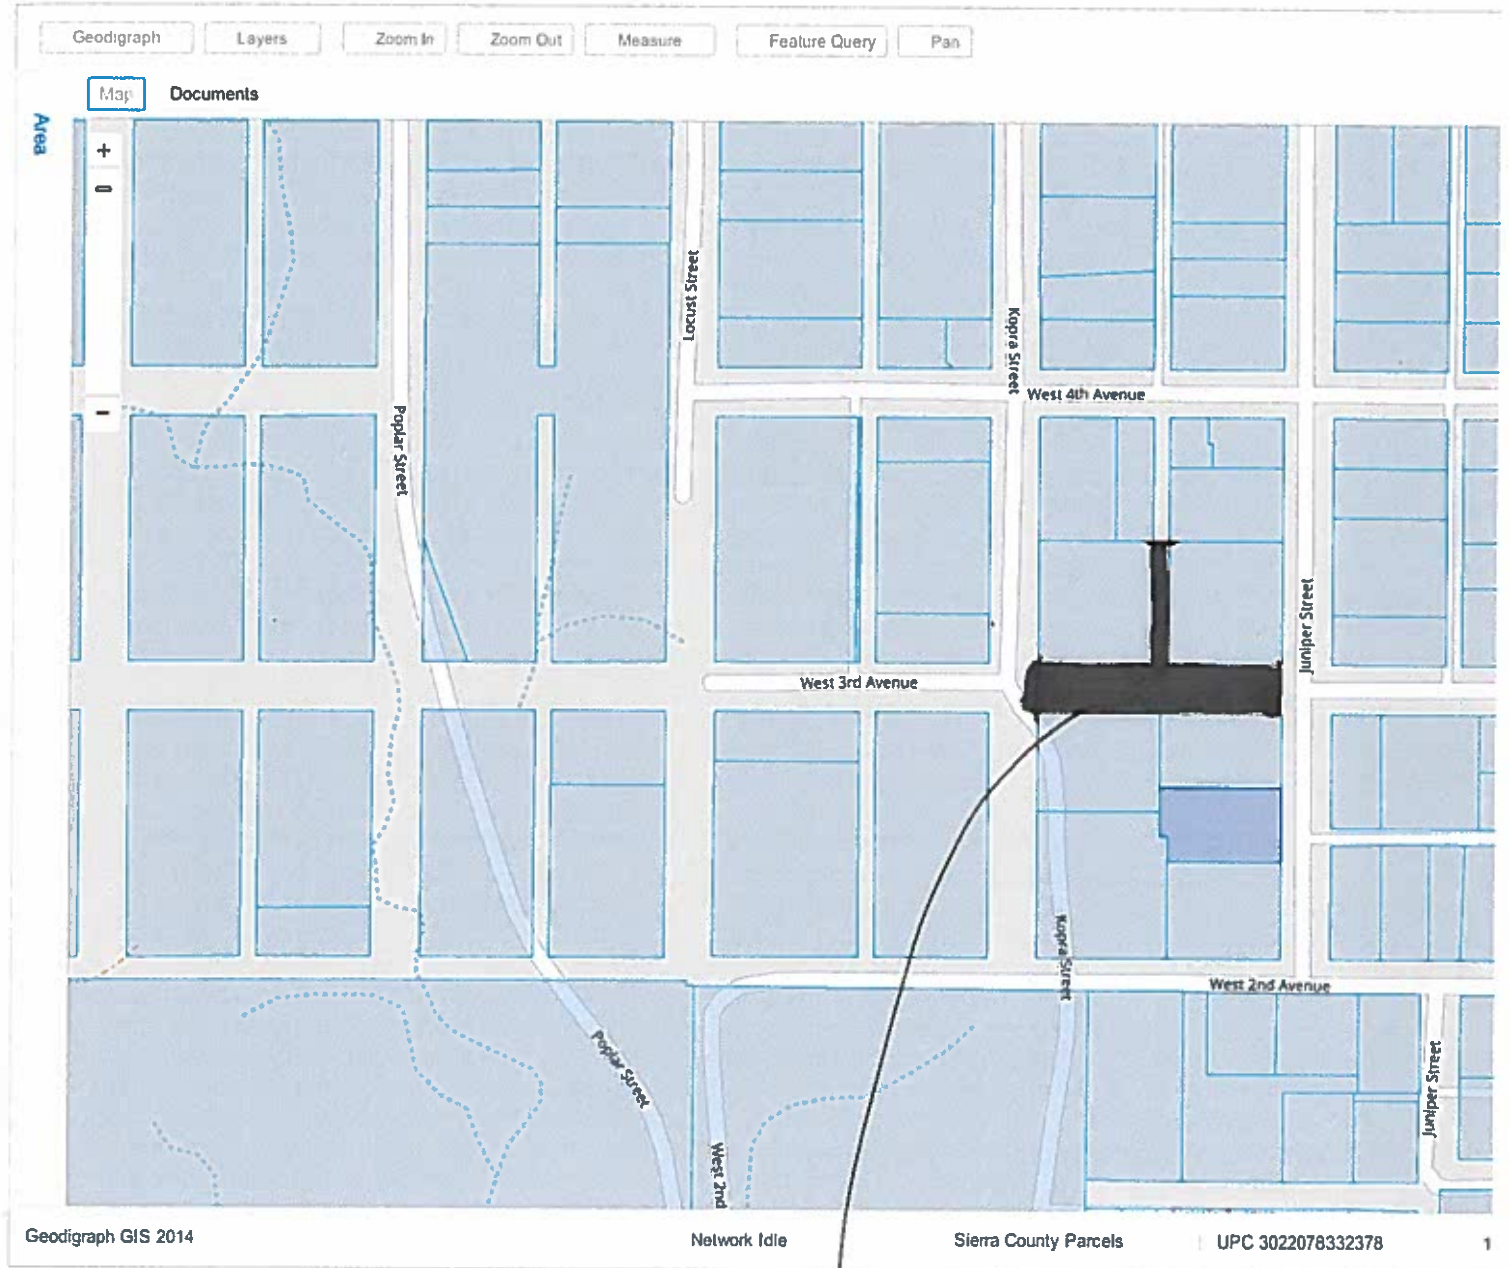 Geodigraph Layers Zoom In Zoom Out Measure Feature Query Pan
Map Documents
Area
+
−
Locust Street
Kopra Street
West 4th Avenue
Poplar Street
Juniper Street
West 3rd Avenue
Kopra Street
West 2nd Avenue
Poplar Street
Juniper Street
West 2nd
Geodigraph GIS 2014 Network Idle Sierra County Parcels UPC 3022078332378 1